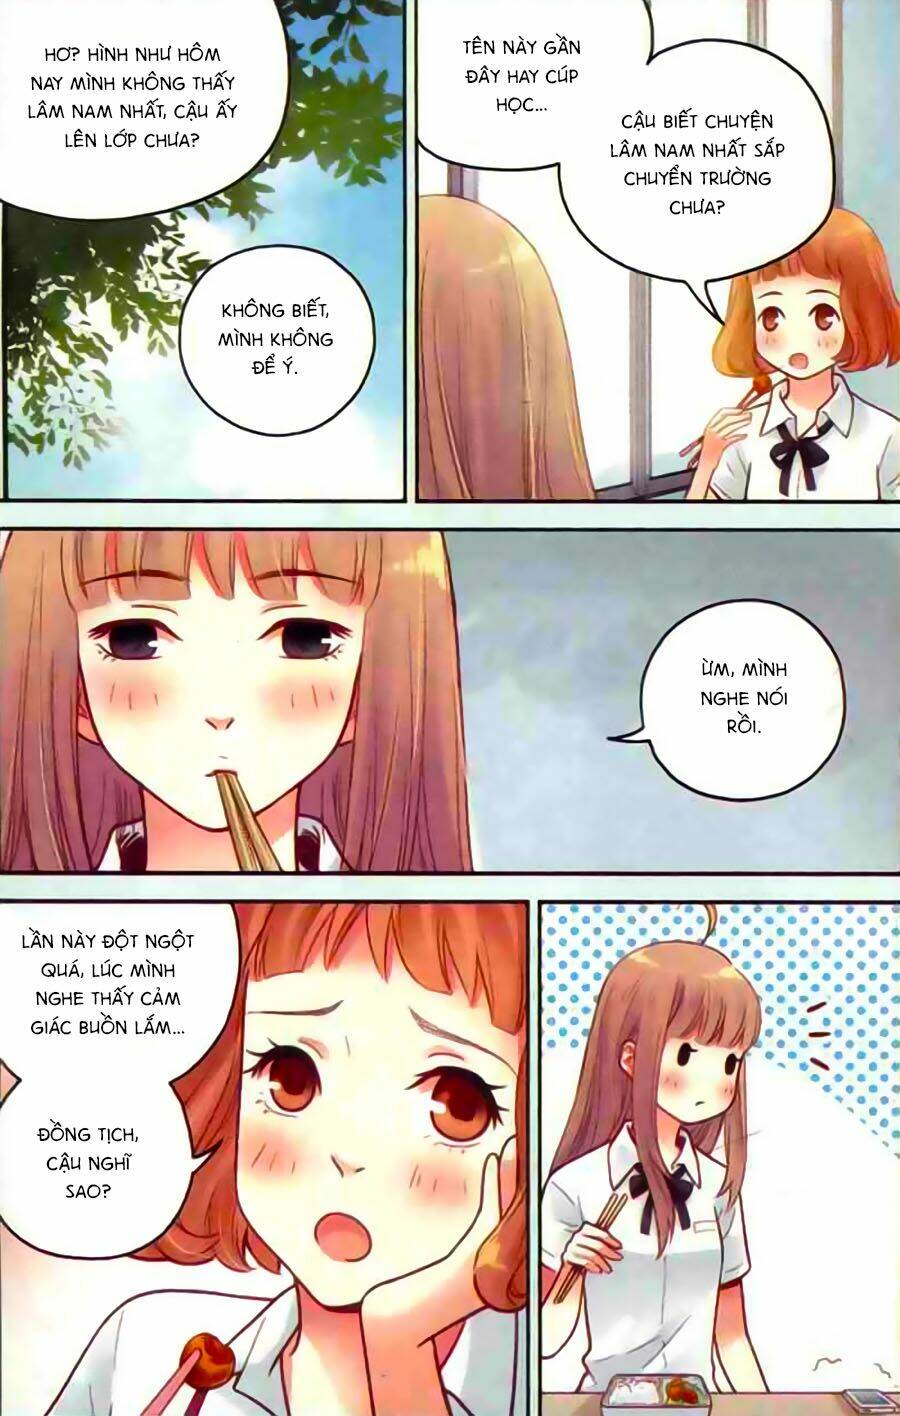 HƠ? HÌNH NHƯ HÔM
NAY MÌNH KHÔNG THẤY
LÂM NAM NHẤT, CẬU ẤY
LÊN LỚP CHƯA?
KHÔNG BIẾT,
MÌNH KHÔNG
ĐỂ Ý.
TÊN NÀY GẦN
ĐÂY HAY CÚP
HỌC...
CẬU BIẾT CHUYỆN
LÂM NAM NHẤT SẮP
CHUYỂN TRƯỜNG
CHƯA?
ỪM, MÌNH
NGHE NÓI
RỒI.
LẦN NÀY ĐỘT NGỘT
QUÁ, LÚC MÌNH
NGHE THẤY CẢM
GIÁC BUỒN LẮM...
ĐỒNG TỊCH,
CẬU NGHĨ
SAO?